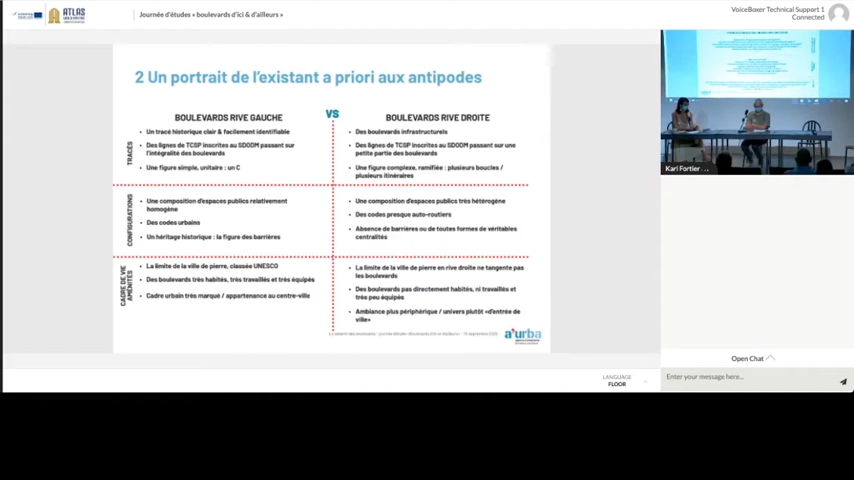 ATLAS
Journée d'études « boulevards d'ici & d'ailleurs »
VoiceBoxer Technical Support 1
Connected
2 Un portrait de l'existant a priori aux antipodes
BOULEVARDS RIVE GAUCHE
VS
BOULEVARDS RIVE DROITE
TRACÉS
• Un tracé historique clair & facilement identifiable
• Des lignes de TCSP inscrites au SDODM passant sur
l'intégralité des boulevards
• Une figure simple, unitaire : un C
• Des boulevards infrastructurels
• Des lignes de TCSP inscrites au SDODM passant sur une
petite partie des boulevards
• Une figure complexe, ramifiée : plusieurs boucles /
plusieurs itinéraires
CONFIGURATIONS
• Une composition d'espaces publics relativement
homogène
• Des codes urbains
• Un héritage historique : la figure des barrières
• Une composition d'espaces publics très hétérogène
• Des codes presque auto-routiers
• Absence de barrières ou de toutes formes de véritables
centralités
CADRE DE VIE
AMÉNITÉS
• La limite de la ville de pierre, classée UNESCO
• Des boulevards très habités, très travaillés et très équipés
• Cadre urbain très marqué / appartenance au centre-ville
• La limite de la ville de pierre en rive droite ne tangente pas
les boulevards
• Des boulevards pas directement habités, ni travaillés et
très peu équipés
• Ambiance plus périphérique / univers plutôt «d'entrée de
ville»
a'urba
Karl Fortier ...
Open Chat
LANGUAGE
FLOOR
Enter your message here...